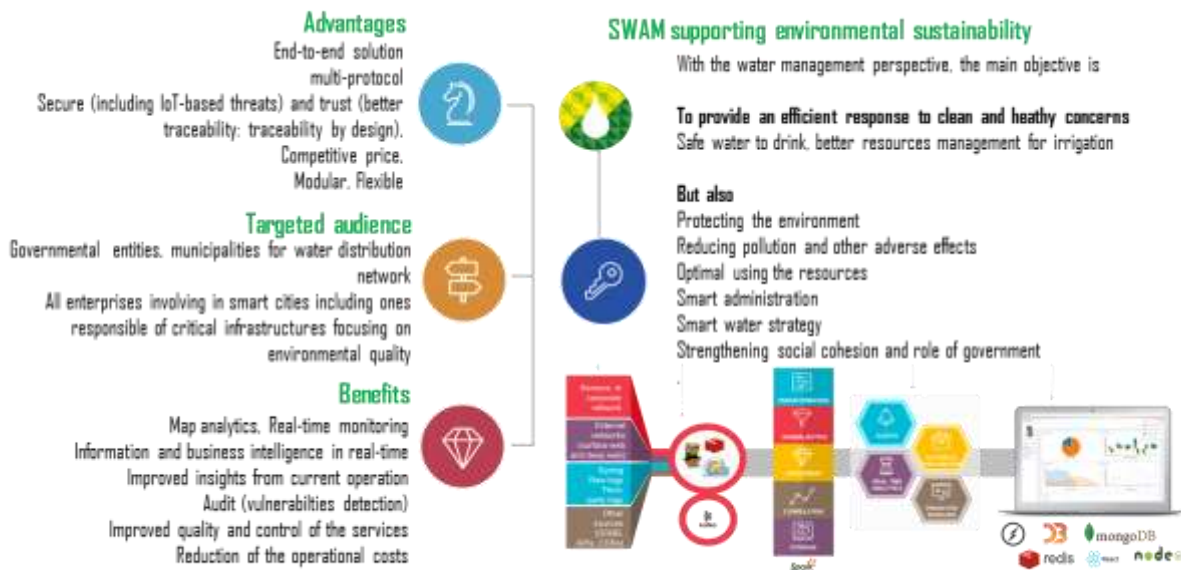 Advantages
End-to-end solution
multi-protocol
Secure (including IoT-based threats) and trust (better
traceability: traceability by design),
Competitive price,
Modular, Flexible
Targeted audience
Governmental entities, municipalities for water distribution
network
All enterprises involving in smart cities including ones
responsible of critical infrastructures focusing on
environmental quality
Benefits
Map analytics, Real-time monitoring
Information and business intelligence in real-time
Improved insights from current operation
Audit (vulnerabilties detection)
Improved quality and control of the services
Reduction of the operational costs
SWAM supporting environmental sustainability
With the water management perspective, the main objective is
To provide an efficient response to clean and heathy concerns
Safe water to drink, better resources management for irrigation
But also
Protecting the environment
Reducing pollution and other adverse effects
Optimal using the resources
Smart administration
Smart water strategy
Strengthening social cohesion and role of government
Other
Spark
mongoDB
redis
React
node